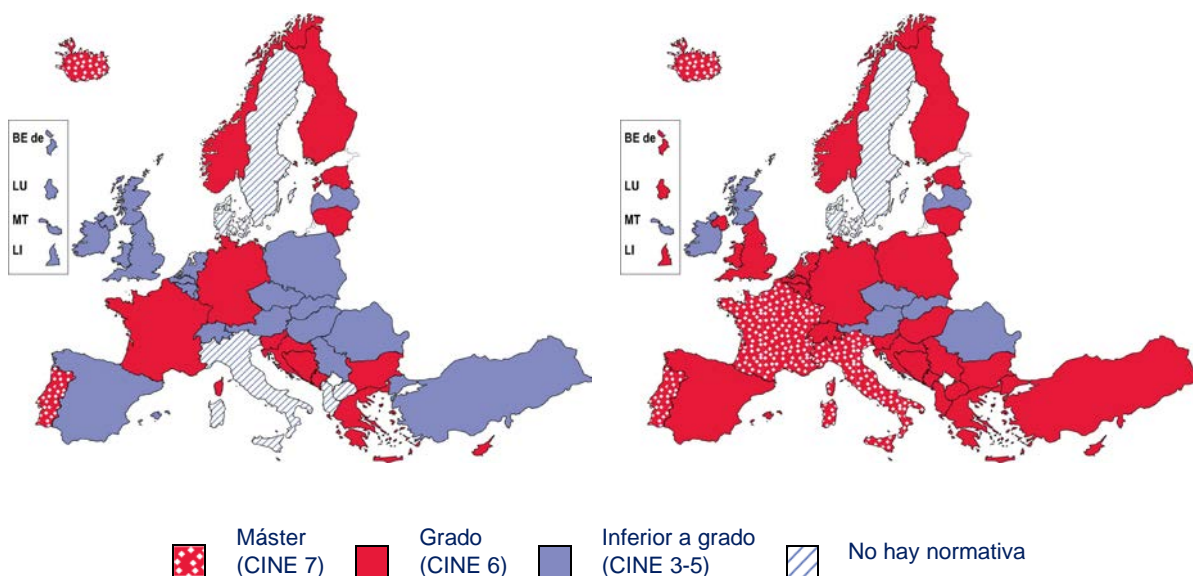 BE de
LU
MT
LI
BE de
LU
MT
LI
Máster
(CINE 7)
Grado
(CINE 6)
Inferior a grado
(CINE 3-5)
No hay normativa